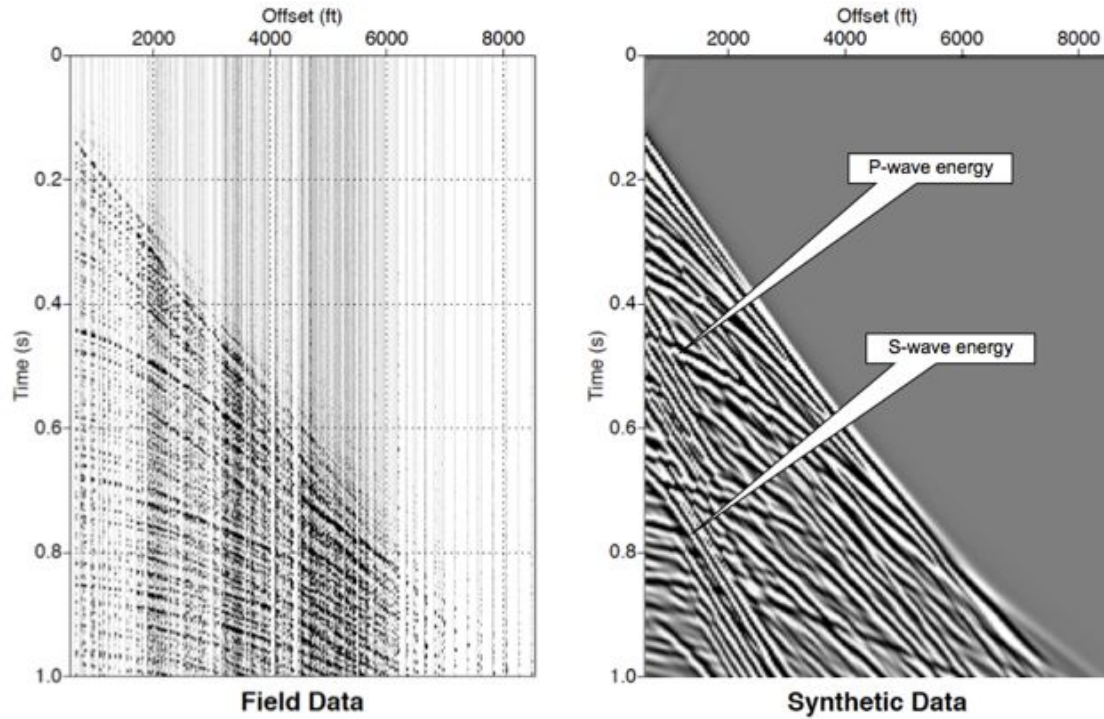 Offset (ft)
2000 4000 6000 8000
0
0.2
0.4
0.6
0.8
1.0
Time (s)
Field Data
Offset (ft)
2000 4000 6000 8000
0
0.2
0.4
0.6
0.8
1.0
Time (s)
P-wave energy
S-wave energy
Synthetic Data